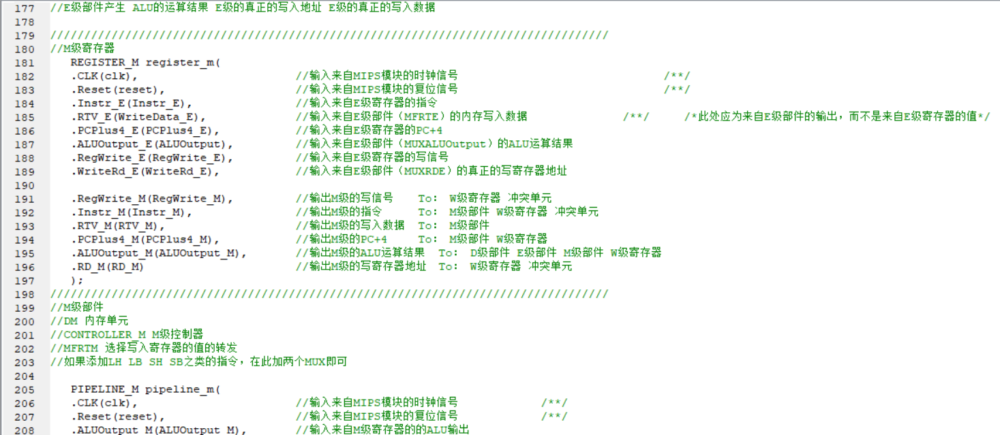 177 //E级部件产生 ALU的运算结果 E级的真正的写入地址 E级的真正的写入数据
178
179 //////////////////////////////////////////////////////////////////////////////////
180 //M级寄存器
181 REGISTER_M register_m(
182 .CLK(clk), //输入来自MIPS模块的时钟信号 /**/
183 .Reset(reset), //输入来自MIPS模块的复位信号 /**/
184 .Instr_E(Instr_E), //输入来自E级寄存器的指令
185 .RTV_E(WriteData_E), //输入来自E级部件（MFRTE）的内存写入数据 /**/ /*此处应为来自E级部件的输出，而不是来自E级寄存器的值*/
186 .PCPlus4_E(PCPlus4_E), //输入来自E级寄存器的PC+4
187 .ALUOutput_E(ALUOutput), //输入来自E级部件（MUXALUOutput）的ALU运算结果
188 .RegWrite_E(RegWrite_E), //输入来自E级寄存器的写信号
189 .WriteRd_E(WriteRd_E), //输入来自E级部件（MUXRDE）的真正的写寄存器地址
190
191 .RegWrite_M(RegWrite_M), //输出M级的写信号 To: W级寄存器 冲突单元
192 .Instr_M(Instr_M), //输出M级的指令 To: M级部件 W级寄存器 冲突单元
193 .RTV_M(RTV_M), //输出M级的写入数据 To: M级部件
194 .PCPlus4_M(PCPlus4_M), //输出M级的PC+4 To: M级部件 W级寄存器
195 .ALUOutput_M(ALUOutput_M), //输出M级的ALU运算结果 To: D级部件 E级部件 M级部件 W级寄存器
196 .RD_M(RD_M) //输出M级的写寄存器地址 To: W级寄存器 冲突单元
197 );
198 //////////////////////////////////////////////////////////////////////////////////
199 //M级部件
200 //DM 内存单元
201 //CONTROLLER_M M级控制器
202 //MFRTM 选择写入寄存器的值的转发
203 //如果添加LH LB SH SB之类的指令，在此加两个MUX即可
204
205 PIPELINE_M pipeline_m(
206 .CLK(clk), //输入来自MIPS模块的时钟信号 /**/
207 .Reset(reset), //输入来自MIPS模块的复位信号 /**/
208 .ALUOutput_M(ALUOutput_M), //输入来自M级寄存器的的ALU输出